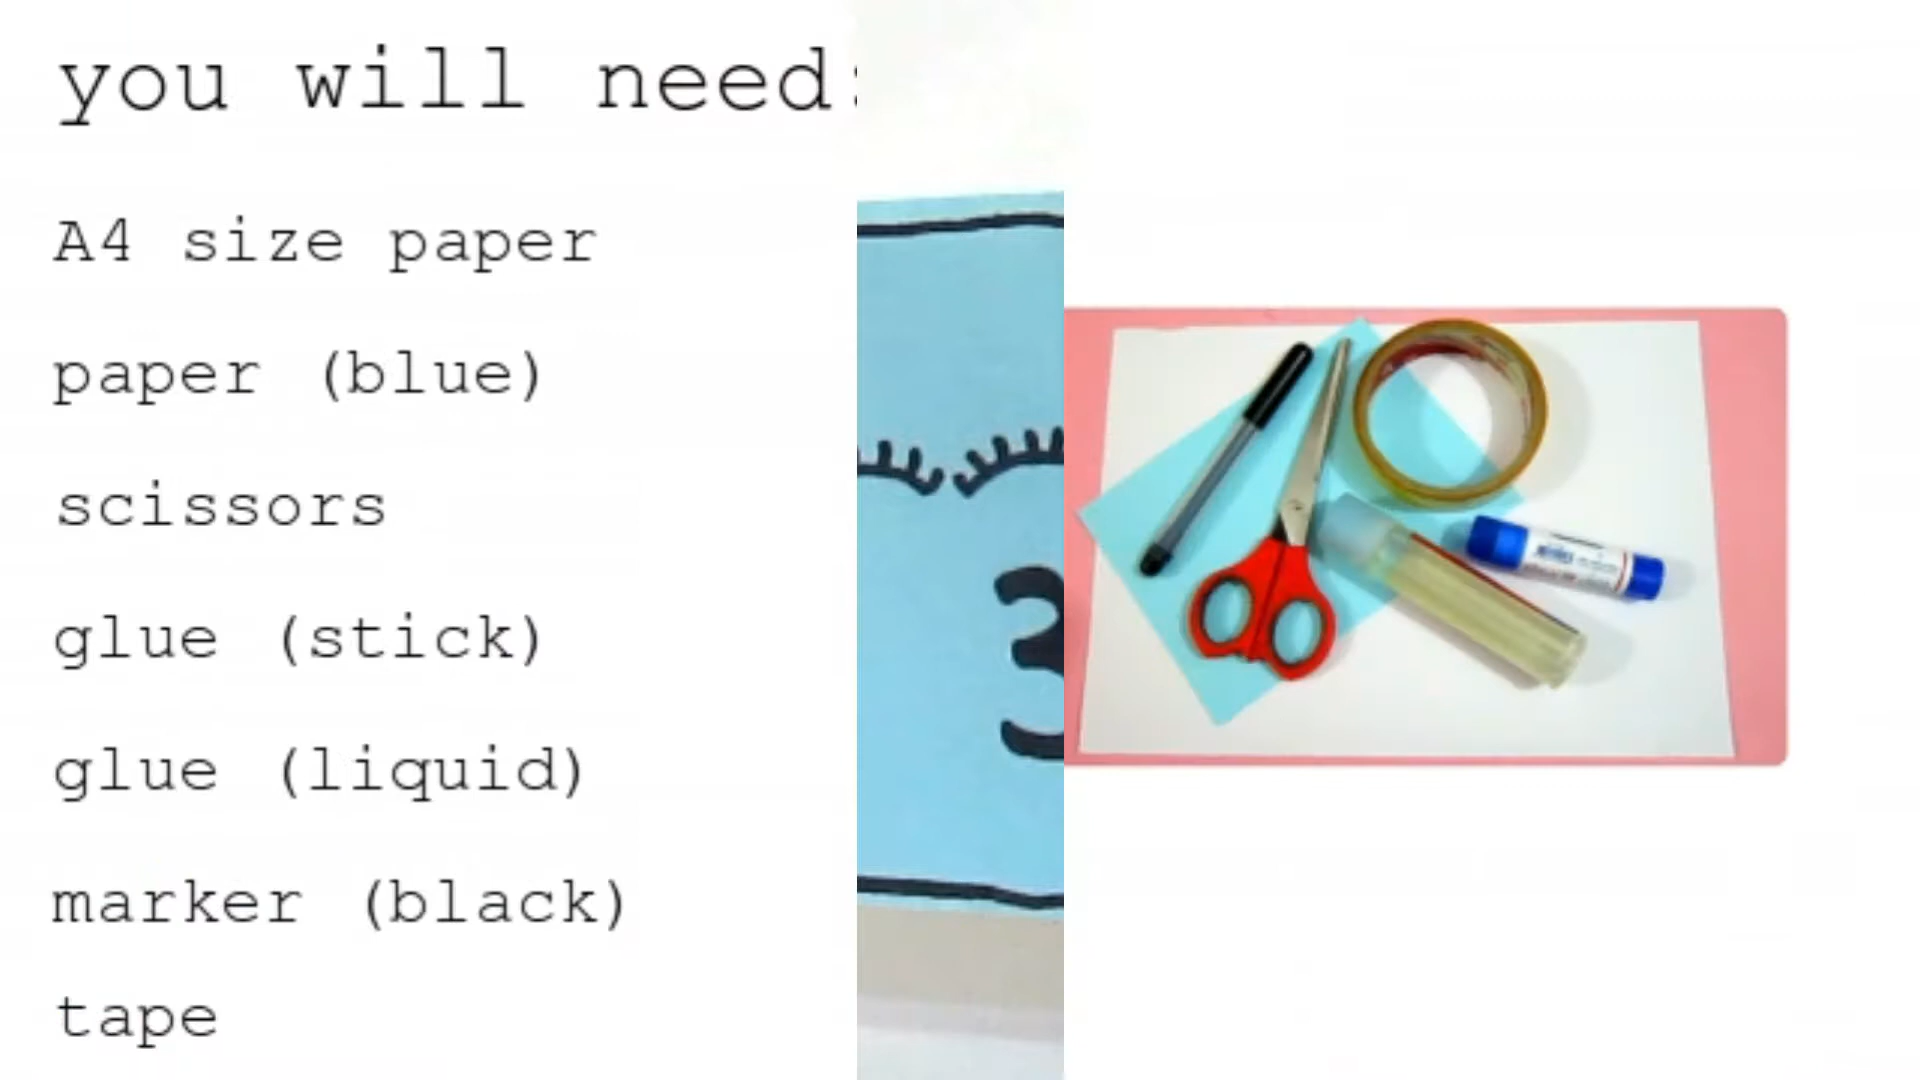 you will need:
A4 size paper
paper (blue)
scissors
glue (stick)
glue (liquid)
marker (black)
tape